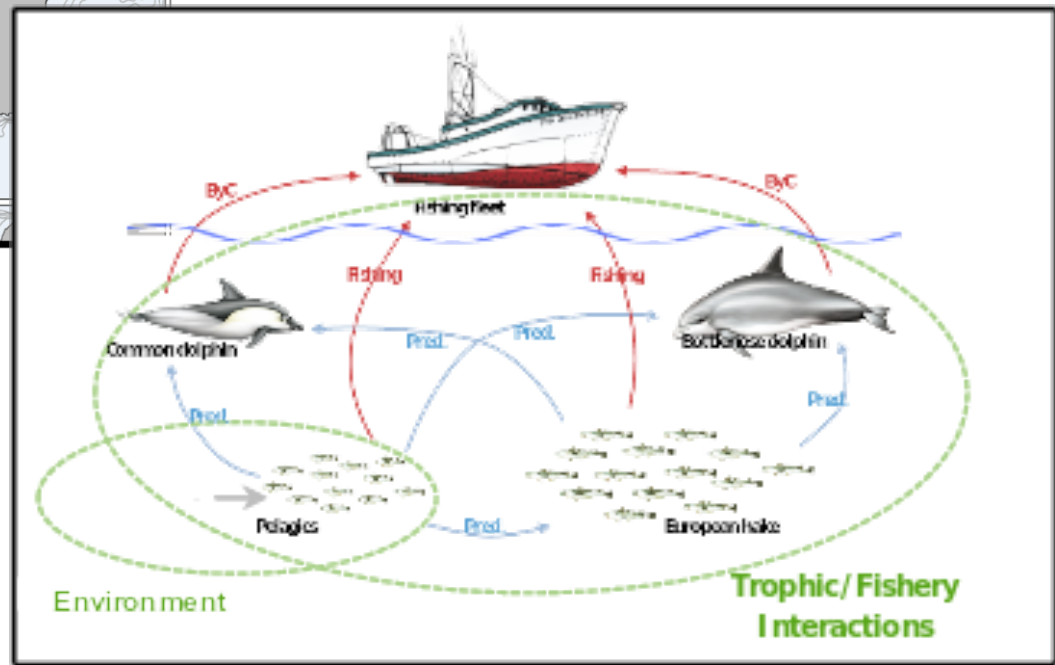 ByC
ByC
Fishing fleet
Fishing
Fishing
Common dolphin
Pred.
Pred.
Bottlenose dolphin
Pred.
Pred.
Pelagics
Pred.
European hake
Environment
Trophic/Fishery
Interactions